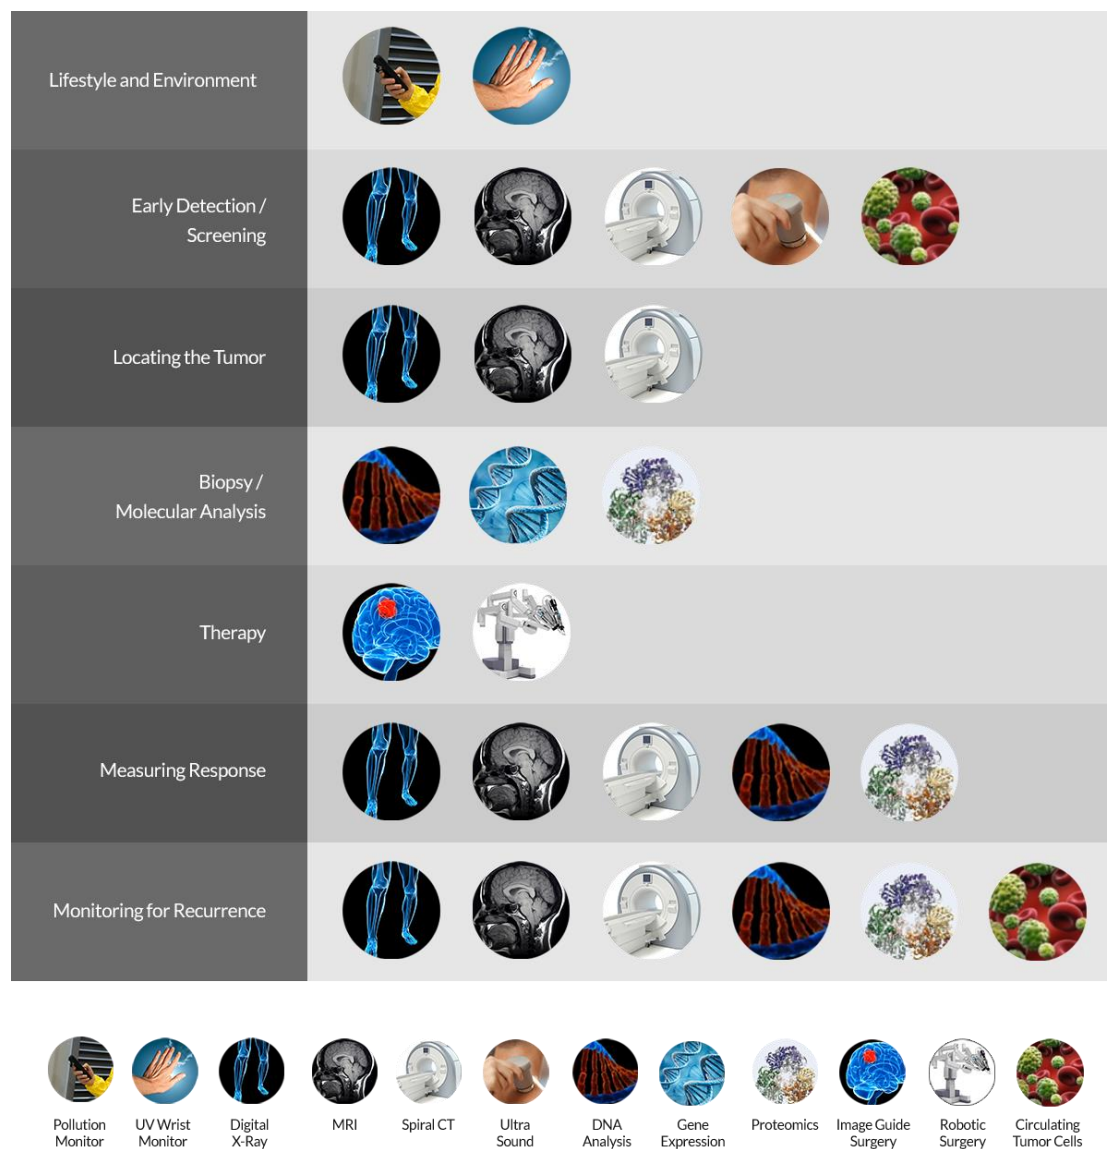 Lifestyle and Environment
Early Detection /
Screening
Locating the Tumor
Biopsy /
Molecular Analysis
Therapy
Measuring Response
Monitoring for Recurrence
Pollution
Monitor
UV Wrist
Monitor
Digital
X-Ray
MRI
Spiral CT
Ultra
Sound
DNA
Analysis
Gene
Expression
Proteomics
Image Guide
Surgery
Robotic
Surgery
Circulating
Tumor Cells